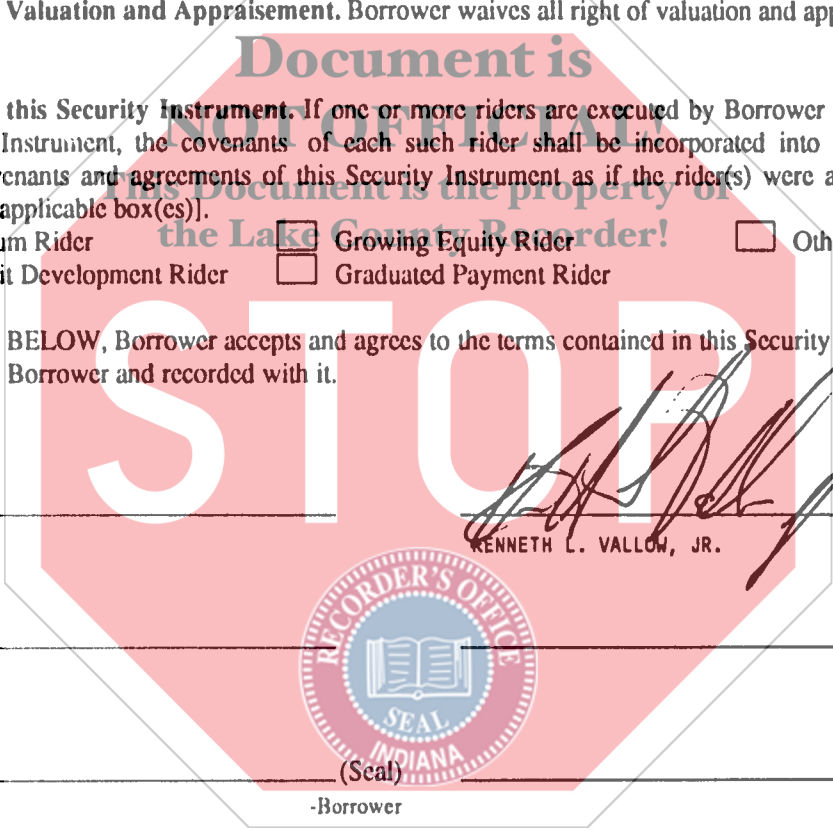 Valuation and Appraisement. Borrower waives all right of valuation and app
Document is
this Security Instrument. If one or more riders are executed by Borrower
NOT OFFICIAL!
Instrument, the covenants of each such rider shall be incorporated into
enants and agreements of this Security Instrument as if the rider(s) were a
This Document is the property of
applicable box(es)].
um Rider Growing Equity Rider Oth
the Lake County Recorder!
it Development Rider Graduated Payment Rider
BELOW, Borrower accepts and agrees to the terms contained in this Security
Borrower and recorded with it.
STOP
KENNETH L. VALLOW, JR.
RECORDER'S OFFICE
SEAL
INDIANA
(Seal)
-Borrower